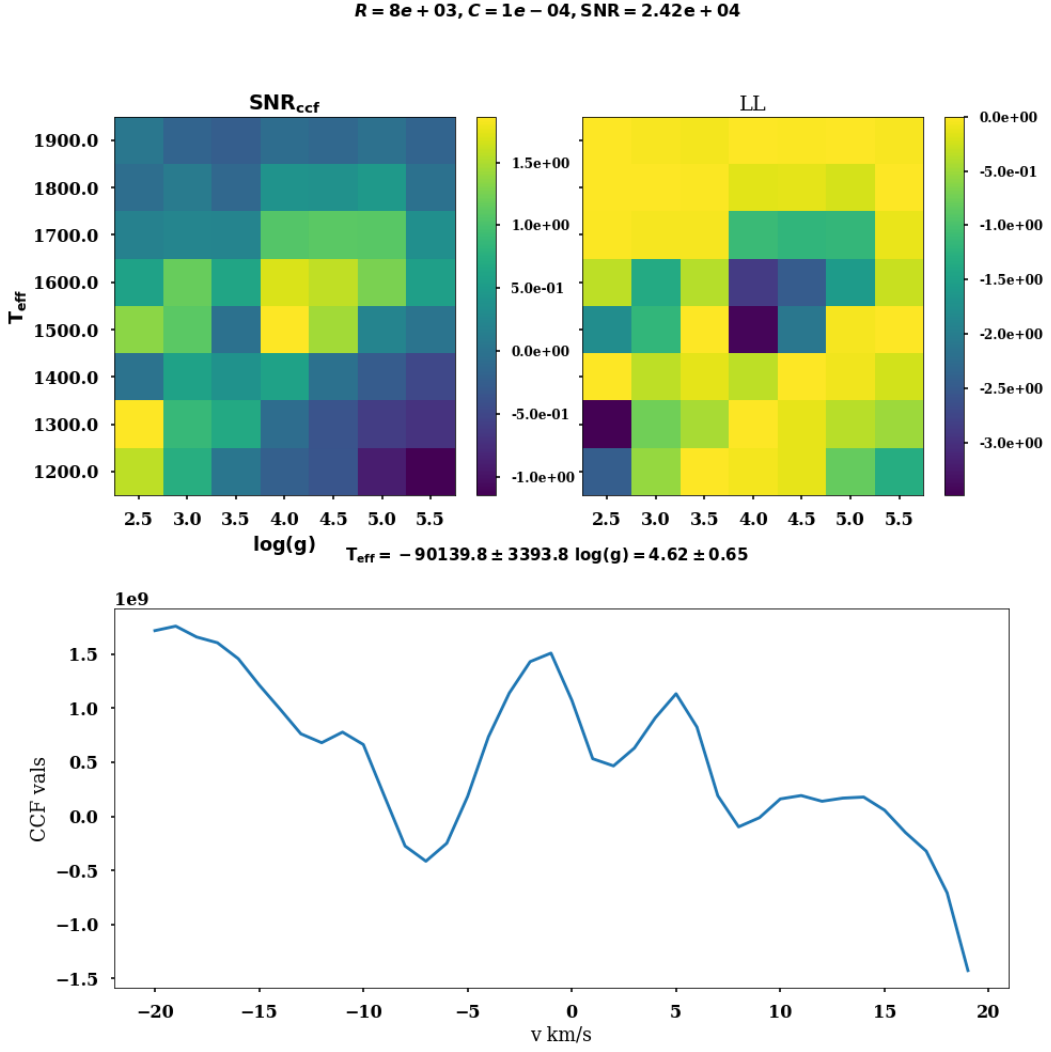 R = 8e + 03, C = 1e − 04, SNR = 2.42e + 04
SNRccf
LL
1900.0
1800.0
1700.0
1600.0
1500.0
1400.0
1300.0
1200.0
Teff
2.5 3.0 3.5 4.0 4.5 5.0 5.5
log(g)
1.5e+00
1.0e+00
5.0e-01
0.0e+00
-5.0e-01
-1.0e+00
2.5 3.0 3.5 4.0 4.5 5.0 5.5
0.0e+00
-5.0e-01
-1.0e+00
-1.5e+00
-2.0e+00
-2.5e+00
-3.0e+00
Teff = − 90139.8 ± 3393.8 log(g) = 4.62 ± 0.65
1e9
1.5
1.0
0.5
0.0
−0.5
−1.0
−1.5
CCF vals
−20 −15 −10 −5 0 5 10 15 20
v km/s